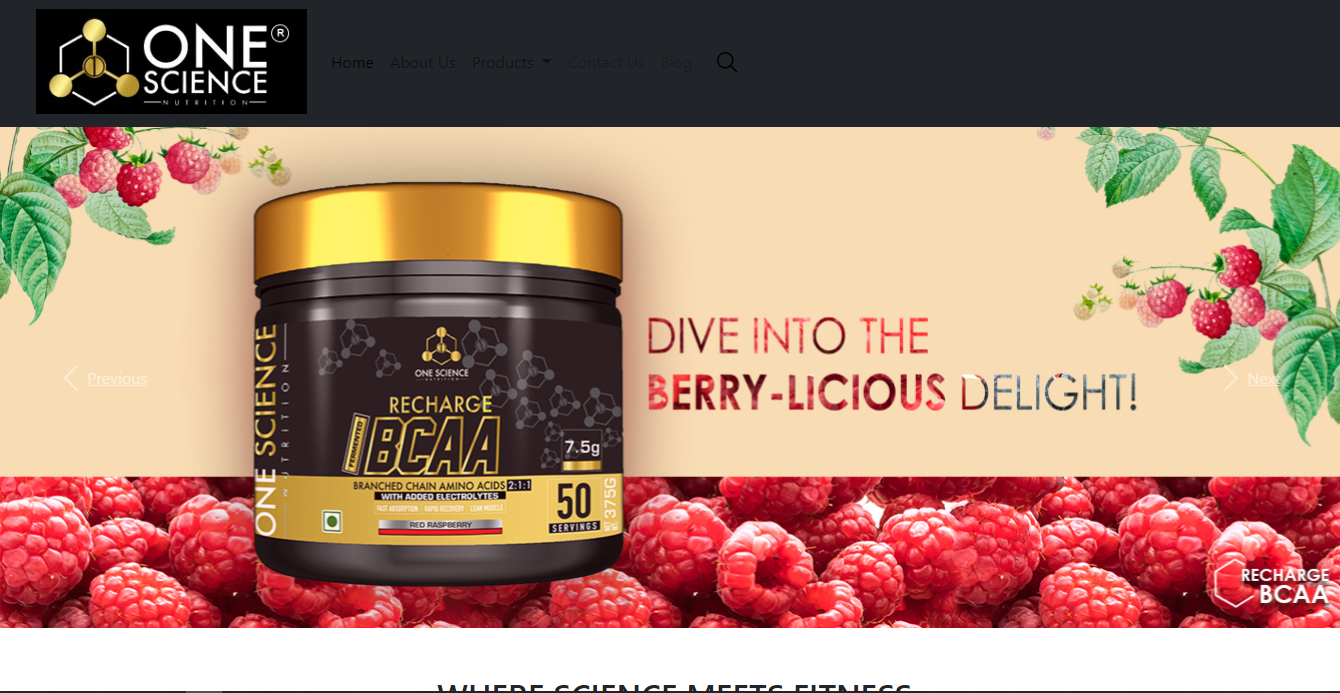 ONE ®
SCIENCE
NUTRITION
Home About Us Products Contact Us Blog
DIVE INTO THE
BERRY-LICIOUS DELIGHT!
Previous
Next
ONE SCIENCE
NUTRITION
ONE SCIENCE
NUTRITION
RECHARGE
FERMENTED
BCAA
7.5g
BRANCHED CHAIN AMINO ACIDS 2:1:1
WITH ADDED ELECTROLYTES
FAST ABSORPTION RAPID RECOVERY LEAN MUSCLE
RED RASPBERRY
50
SERVINGS
NET WT. 375G
RECHARGE
BCAA
WHERE SCIENCE MEETS FITNESS